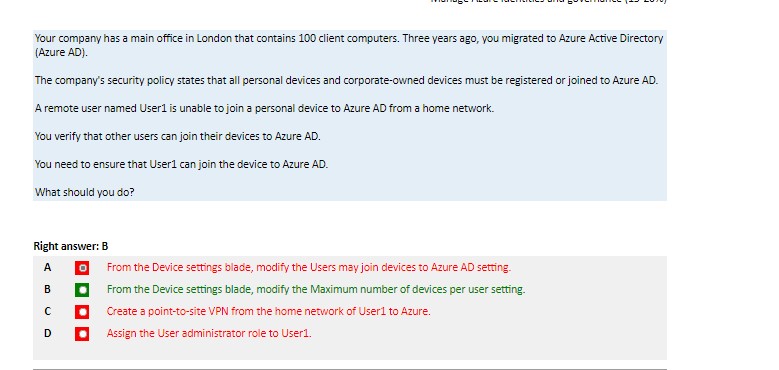 Manage Azure identities and governance (15-20%)
Your company has a main office in London that contains 100 client computers. Three years ago, you migrated to Azure Active Directory
(Azure AD).
The company's security policy states that all personal devices and corporate-owned devices must be registered or joined to Azure AD.
A remote user named User1 is unable to join a personal device to Azure AD from a home network.
You verify that other users can join their devices to Azure AD.
You need to ensure that User1 can join the device to Azure AD.
What should you do?
Right answer: B
A From the Device settings blade, modify the Users may join devices to Azure AD setting.
B From the Device settings blade, modify the Maximum number of devices per user setting.
C Create a point-to-site VPN from the home network of User1 to Azure.
D Assign the User administrator role to User1.